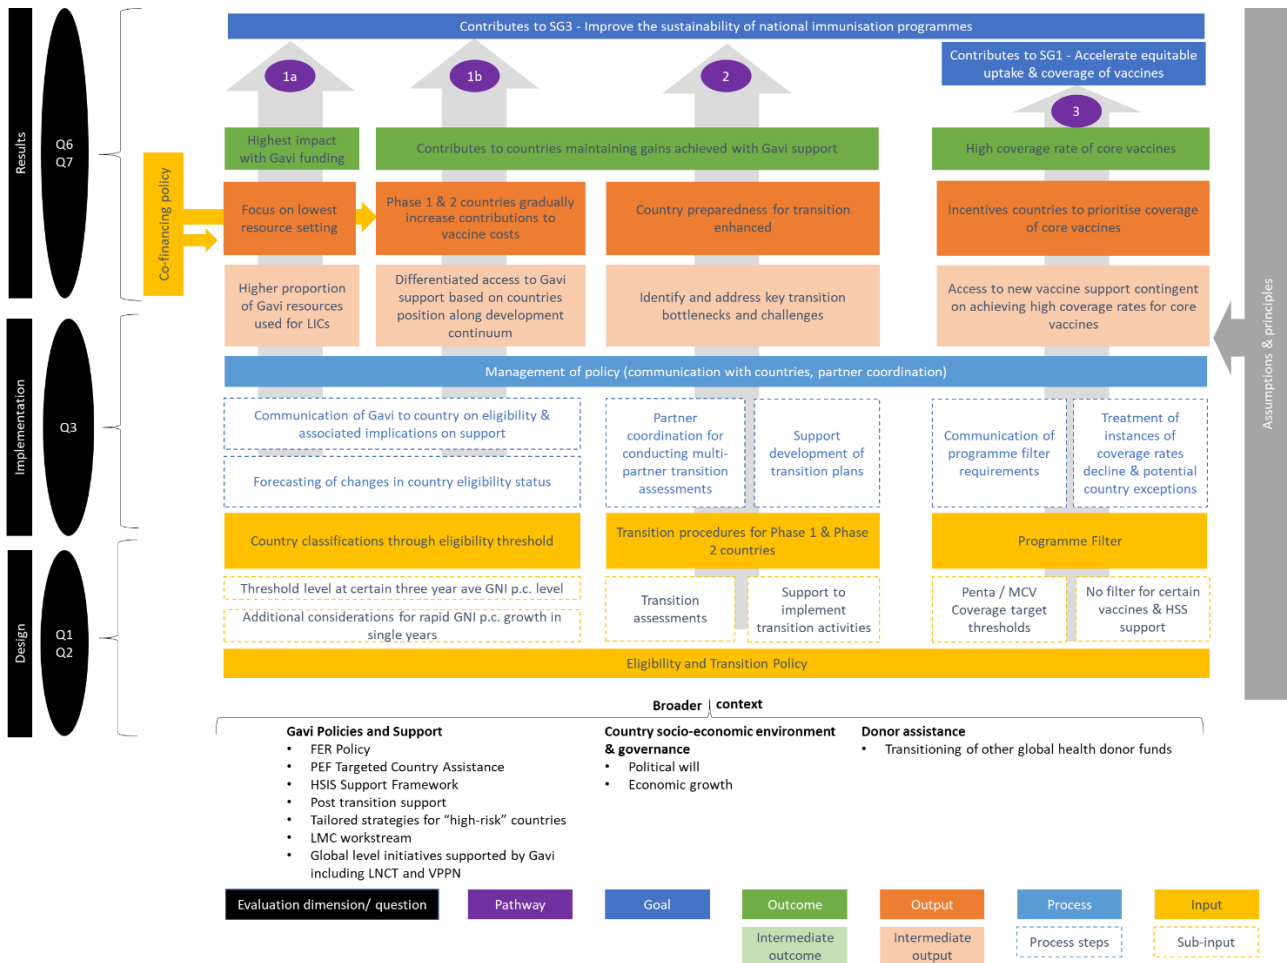 Contributes to SG3 - Improve the sustainability of national immunisation programmes
Contributes to SG1 - Accelerate equitable
uptake & coverage of vaccines
1a
1b
2
3
Results
Q6
Q7
Co-financing policy
Highest impact
with Gavi funding
Contributes to countries maintaining gains achieved with Gavi support
High coverage rate of core vaccines
Focus on lowest
resource setting
Phase 1 & 2 countries gradually
increase contributions to
vaccine costs
Country preparedness for transition
enhanced
Incentives countries to prioritise coverage
of core vaccines
Higher proportion
of Gavi resources
used for LICs
Differentiated access to Gavi
support based on countries
position along development
continuum
Identify and address key transition
bottlenecks and challenges
Access to new vaccine support contingent
on achieving high coverage rates for core
vaccines
Assumptions & principles
Implementation
Q3
Management of policy (communication with countries, partner coordination)
Communication of Gavi to country on eligibility &
associated implications on support
Forecasting of changes in country eligibility status
Partner
coordination for
conducting multi-
partner transition
assessments
Support
development of
transition plans
Communication of
programme filter
requirements
Treatment of
instances of
coverage rates
decline & potential
country exceptions
Design
Q1
Q2
Country classifications through eligibility threshold
Transition procedures for Phase 1 & Phase
2 countries
Programme Filter
Threshold level at certain three year ave GNI p.c. level
Additional considerations for rapid GNI p.c. growth in
single years
Transition
assessments
Support to
implement
transition activities
Penta / MCV
Coverage target
thresholds
No filter for certain
vaccines & HSS
support
Eligibility and Transition Policy
Broader context
Gavi Policies and Support
• FER Policy
• PEF Targeted Country Assistance
• HSIS Support Framework
• Post transition support
• Tailored strategies for “high-risk” countries
• LMC workstream
• Global level initiatives supported by Gavi
including LNCT and VPPN
Country socio-economic environment
& governance
• Political will
• Economic growth
Donor assistance
• Transitioning of other global health donor funds
Evaluation dimension/ question
Pathway
Goal
Outcome
Output
Process
Input
Intermediate
outcome
Intermediate
output
Process steps
Sub-input